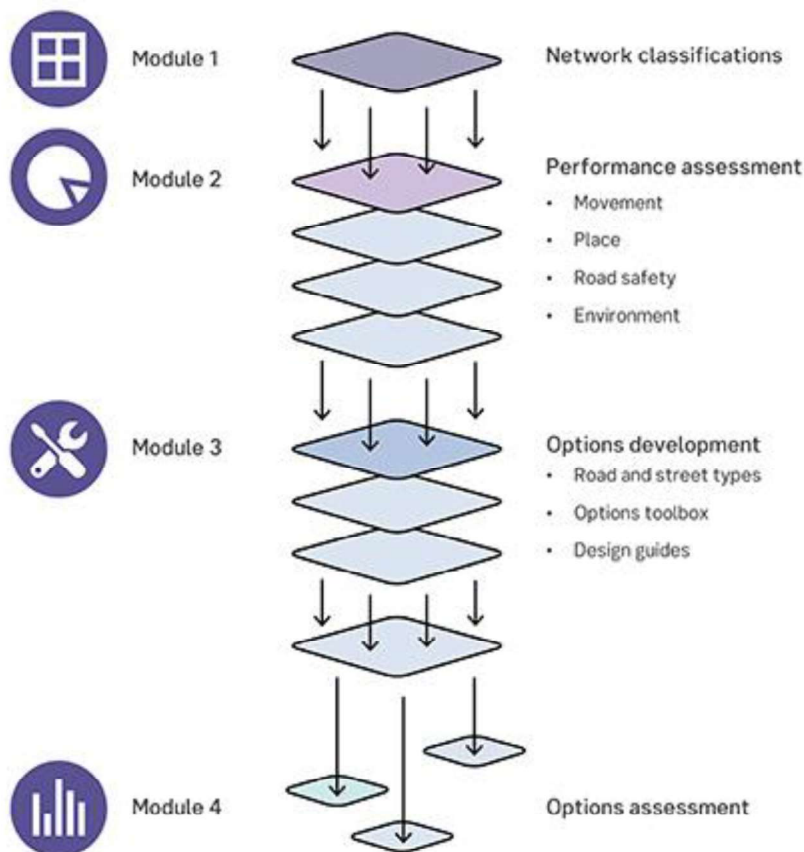 Module 1
Network classifications
Module 2
Performance assessment
• Movement
• Place
• Road safety
• Environment
Module 3
Options development
• Road and street types
• Options toolbox
• Design guides
Module 4
Options assessment